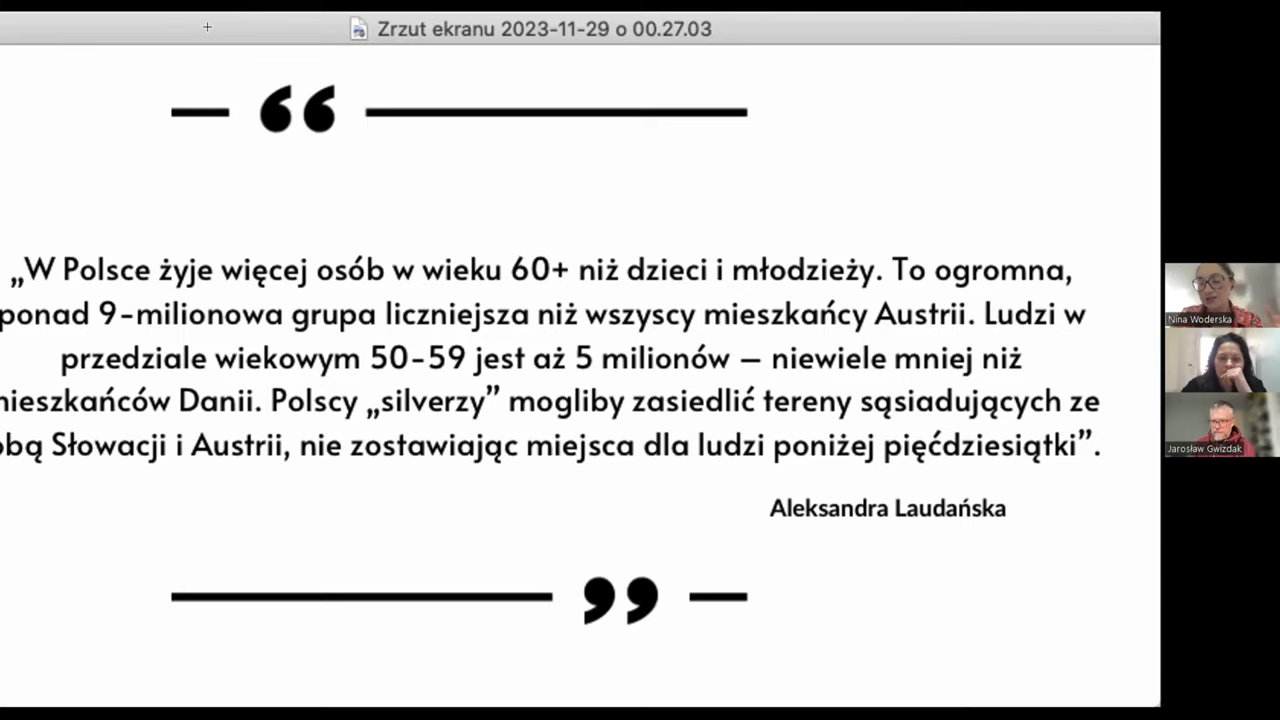 Zrzut ekranu 2023-11-29 o 00.27.03
“
„W Polsce żyje więcej osób w wieku 60+ niż dzieci i młodzieży. To ogromna,
ponad 9-milionowa grupa liczniejsza niż wszyscy mieszkańcy Austrii. Ludzi w
przedziale wiekowym 50-59 jest aż 5 milionów – niewiele mniej niż
mieszkańców Danii. Polscy „silverzy” mogliby zasiedlić tereny sąsiadujących ze
obą Słowacji i Austrii, nie zostawiając miejsca dla ludzi poniżej pięćdziesiątki”.
Aleksandra Laudańska
”
Nina Woderska
Jarosław Gwizdak